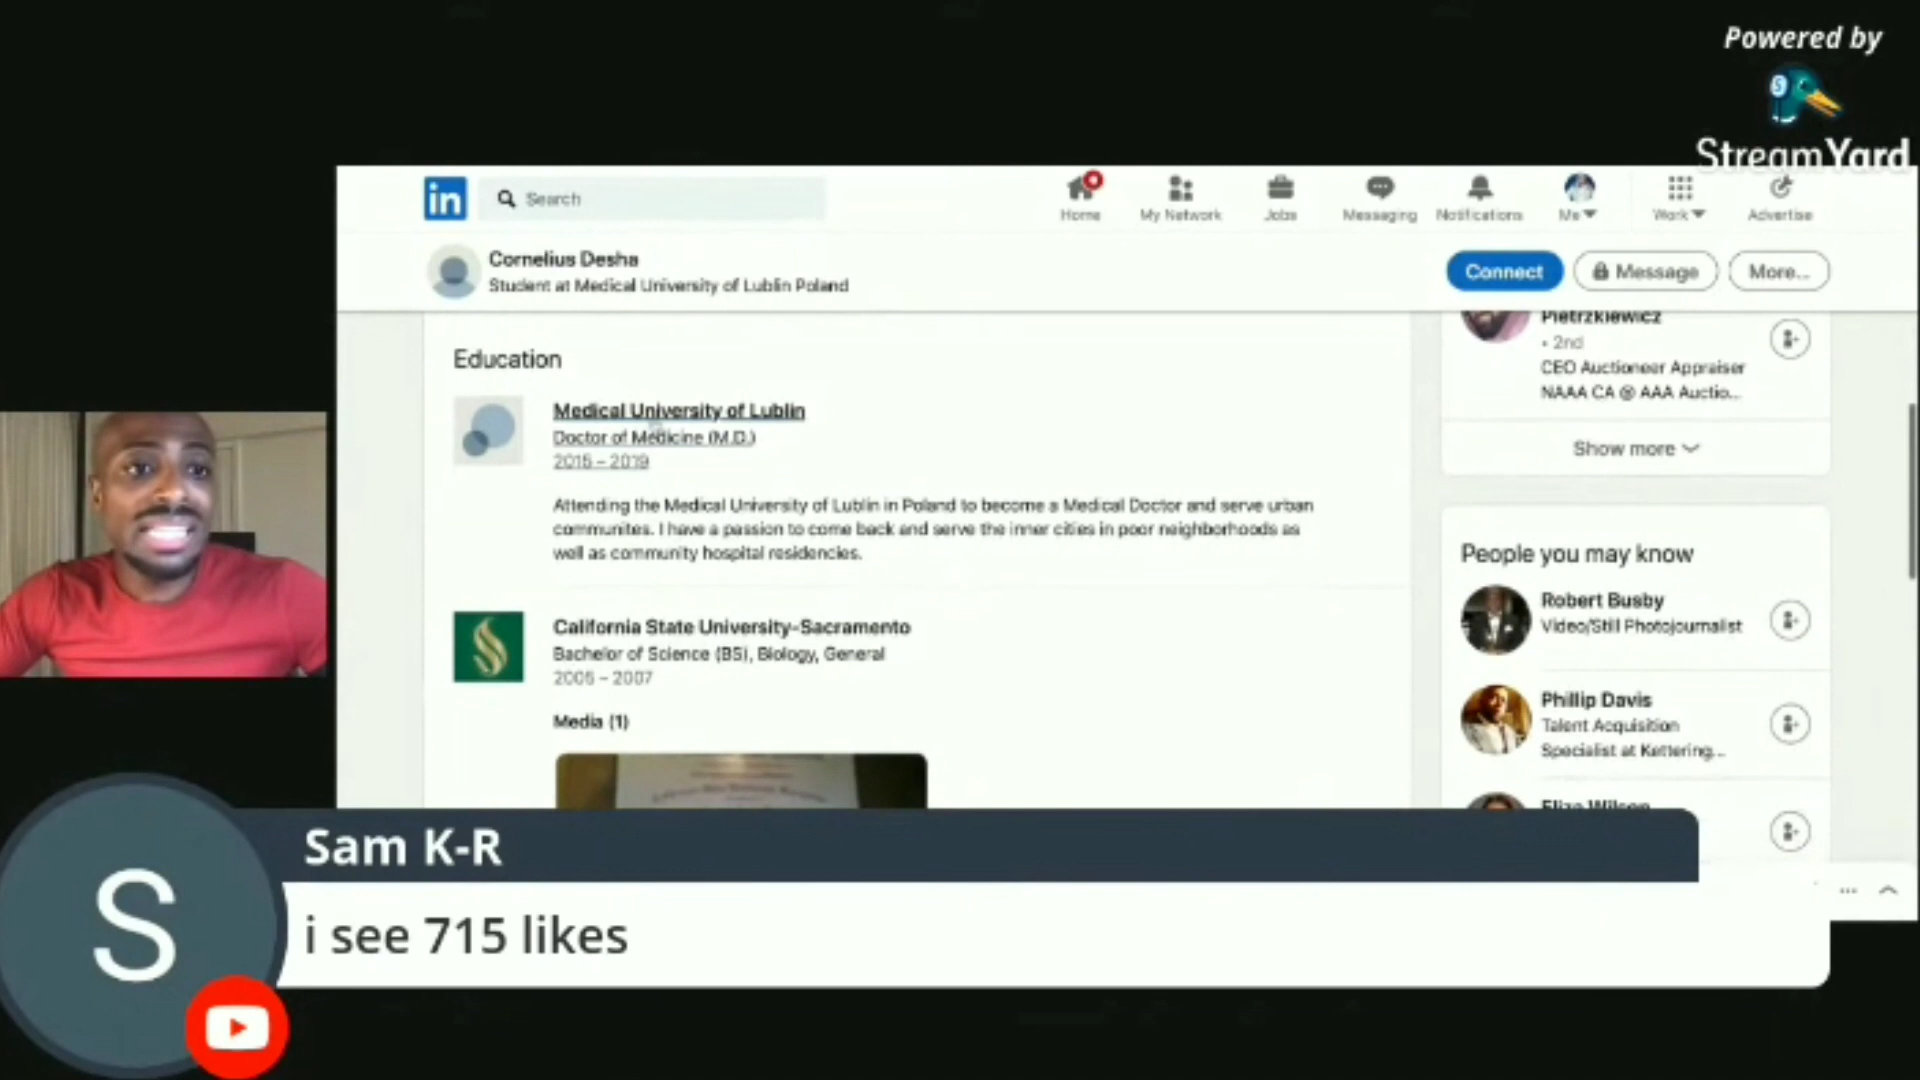 Powered by
StreamYard
in
Search
Home
My Network
Jobs
Messaging
Notifications
Me
Work
Advertise
Cornelius Desha
Student at Medical University of Lublin Poland
Connect
Message
More...
Education
Medical University of Lublin
Doctor of Medicine (M.D.)
2015 – 2019
Attending the Medical University of Lublin in Poland to become a Medical Doctor and serve urban
communites. I have a passion to come back and serve the inner cities in poor neighborhoods as
well as community hospital residencies.
California State University-Sacramento
Bachelor of Science (BS), Biology, General
2005 – 2007
Media (1)
Pietrzkiewicz
• 2nd
CEO Auctioneer Appraiser
NAAA CA @ AAA Auctio...
Show more
People you may know
Robert Busby
Video/Still Photojournalist
Phillip Davis
Talent Acquisition
Specialist at Kettering...
Eliza Wilson
S
Sam K-R
i see 715 likes